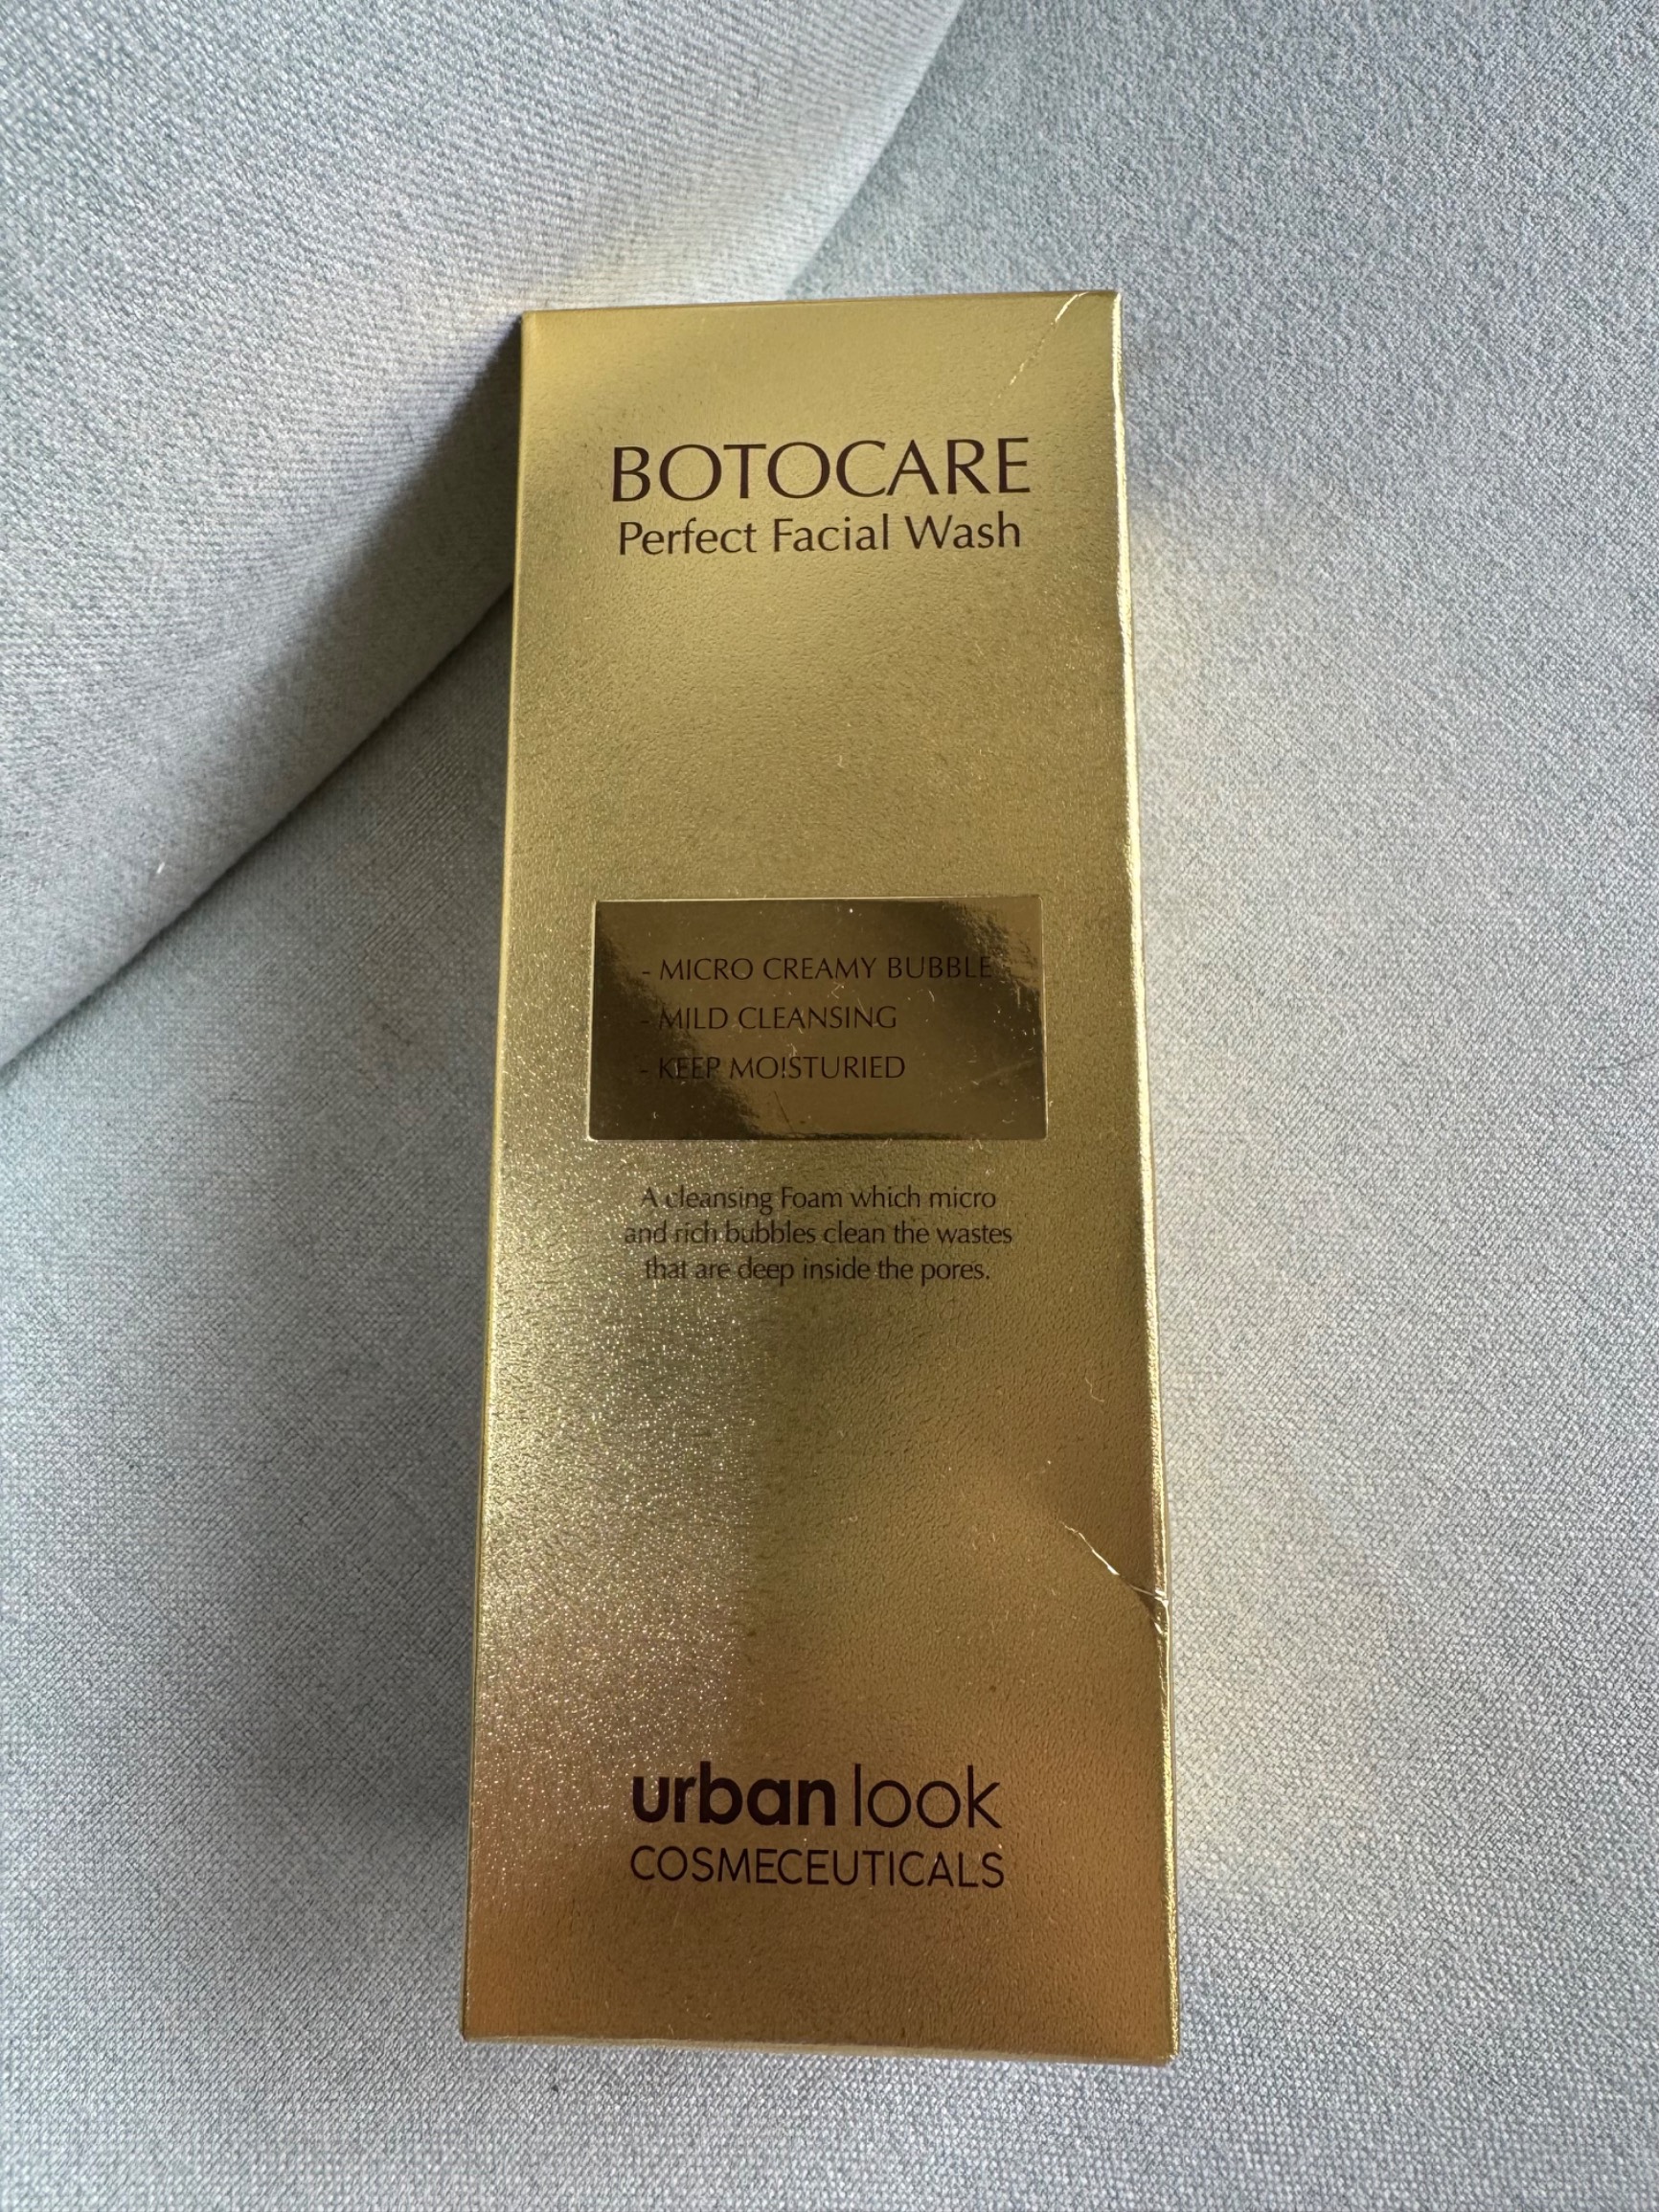 BOTOCARE
Perfect Facial Wash
- MICRO CREAMY BUBBLE
- MILD CLEANSING
- KEEP MOISTURIED
A cleansing Foam which micro
and rich bubbles clean the wastes
that are deep inside the pores.
urban look
COSMECEUTICALS